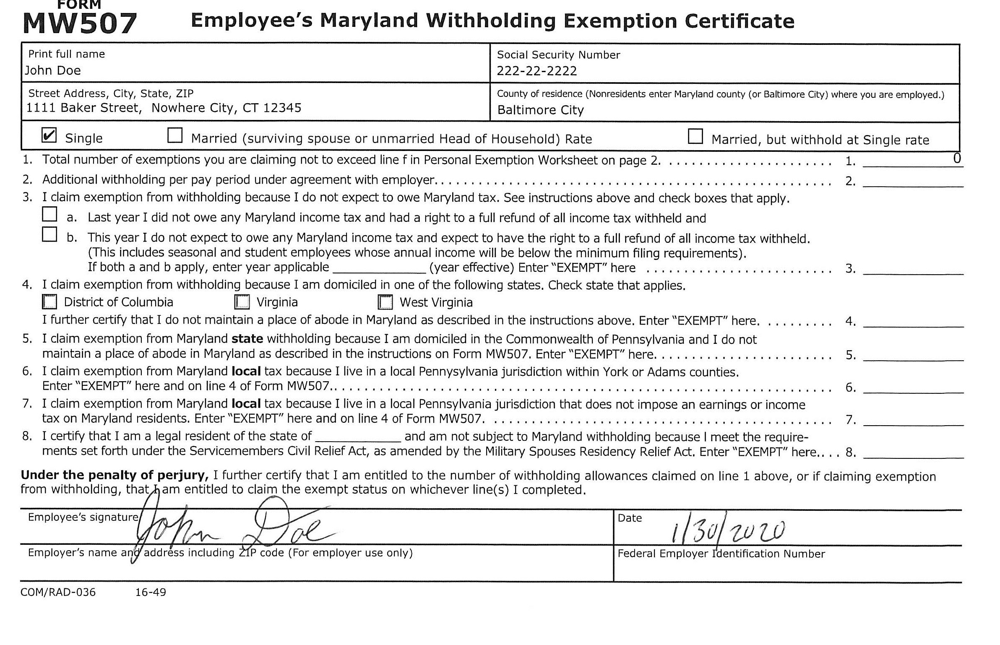 FORM
MW507
Employee's Maryland Withholding Exemption Certificate
Print full name
John Doe
Social Security Number
222-22-2222
Street Address, City, State, ZIP
1111 Baker Street, Nowhere City, CT 12345
County of residence (Nonresidents enter Maryland county (or Baltimore City) where you are employed.)
Baltimore City
Single
Married (surviving spouse or unmarried Head of Household) Rate
Married, but withhold at Single rate
1. Total number of exemptions you are claiming not to exceed line f in Personal Exemption Worksheet on page 2. . . . . . . . . . . . . . . . . . . . . . . 1. 0
2. Additional withholding per pay period under agreement with employer. . . . . . . . . . . . . . . . . . . . . . . . . . . . . . . . . . . . . . . . . . . . . . . . . . . . . 2. ____
3. I claim exemption from withholding because I do not expect to owe Maryland tax. See instructions above and check boxes that apply.
a. Last year I did not owe any Maryland income tax and had a right to a full refund of all income tax withheld and
b. This year I do not expect to owe any Maryland income tax and expect to have the right to a full refund of all income tax withheld.
(This includes seasonal and student employees whose annual income will be below the minimum filing requirements).
If both a and b apply, enter year applicable ____ (year effective) Enter "EXEMPT" here . . . . . . . . . . . . . . . . . . . . . . . . . 3. ____
4. I claim exemption from withholding because I am domiciled in one of the following states. Check state that applies.
District of Columbia Virginia West Virginia
I further certify that I do not maintain a place of abode in Maryland as described in the instructions above. Enter "EXEMPT" here. . . . . . . . . . 4. ____
5. I claim exemption from Maryland state withholding because I am domiciled in the Commonwealth of Pennsylvania and I do not
maintain a place of abode in Maryland as described in the instructions on Form MW507. Enter "EXEMPT" here. . . . . . . . . . . . . . . . . . . . . . . . 5. ____
6. I claim exemption from Maryland local tax because I live in a local Pennysylvania jurisdiction within York or Adams counties.
Enter "EXEMPT" here and on line 4 of Form MW507. . . . . . . . . . . . . . . . . . . . . . . . . . . . . . . . . . . . . . . . . . . . . . . . . . . . . . . . . . . . . . . 6. ____
7. I claim exemption from Maryland local tax because I live in a local Pennsylvania jurisdiction that does not impose an earnings or income
tax on Maryland residents. Enter "EXEMPT" here and on line 4 of Form MW507. . . . . . . . . . . . . . . . . . . . . . . . . . . . . . . . . . . . . . . . . . . . . . 7. ____
8. I certify that I am a legal resident of the state of ____ and am not subject to Maryland withholding because I meet the require-
ments set forth under the Servicemembers Civil Relief Act, as amended by the Military Spouses Residency Relief Act. Enter "EXEMPT" here.. . . 8. ____
Under the penalty of perjury, I further certify that I am entitled to the number of withholding allowances claimed on line 1 above, or if claiming exemption
from withholding, that I am entitled to claim the exempt status on whichever line(s) I completed.
Employee's signature
John Doe
Date
1/30/2020
Employer's name and address including ZIP code (For employer use only)
Federal Employer Identification Number
COM/RAD-036 16-49